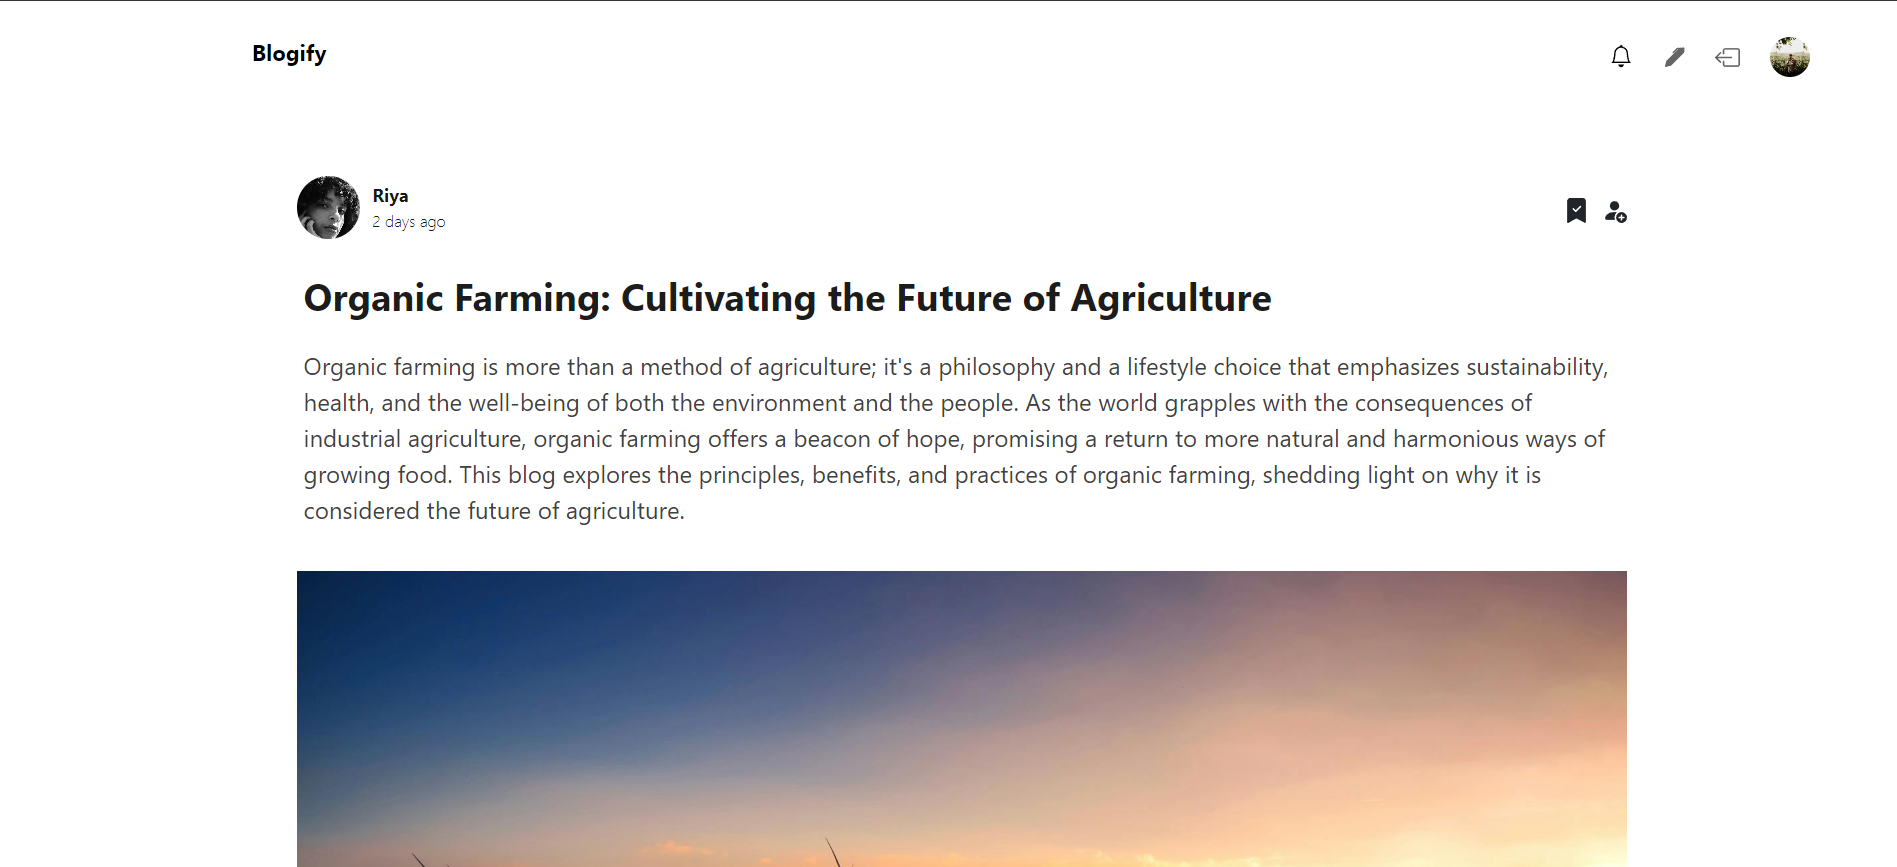 Blogify
Riya
2 days ago
Organic Farming: Cultivating the Future of Agriculture
Organic farming is more than a method of agriculture; it's a philosophy and a lifestyle choice that emphasizes sustainability,
health, and the well-being of both the environment and the people. As the world grapples with the consequences of
industrial agriculture, organic farming offers a beacon of hope, promising a return to more natural and harmonious ways of
growing food. This blog explores the principles, benefits, and practices of organic farming, shedding light on why it is
considered the future of agriculture.